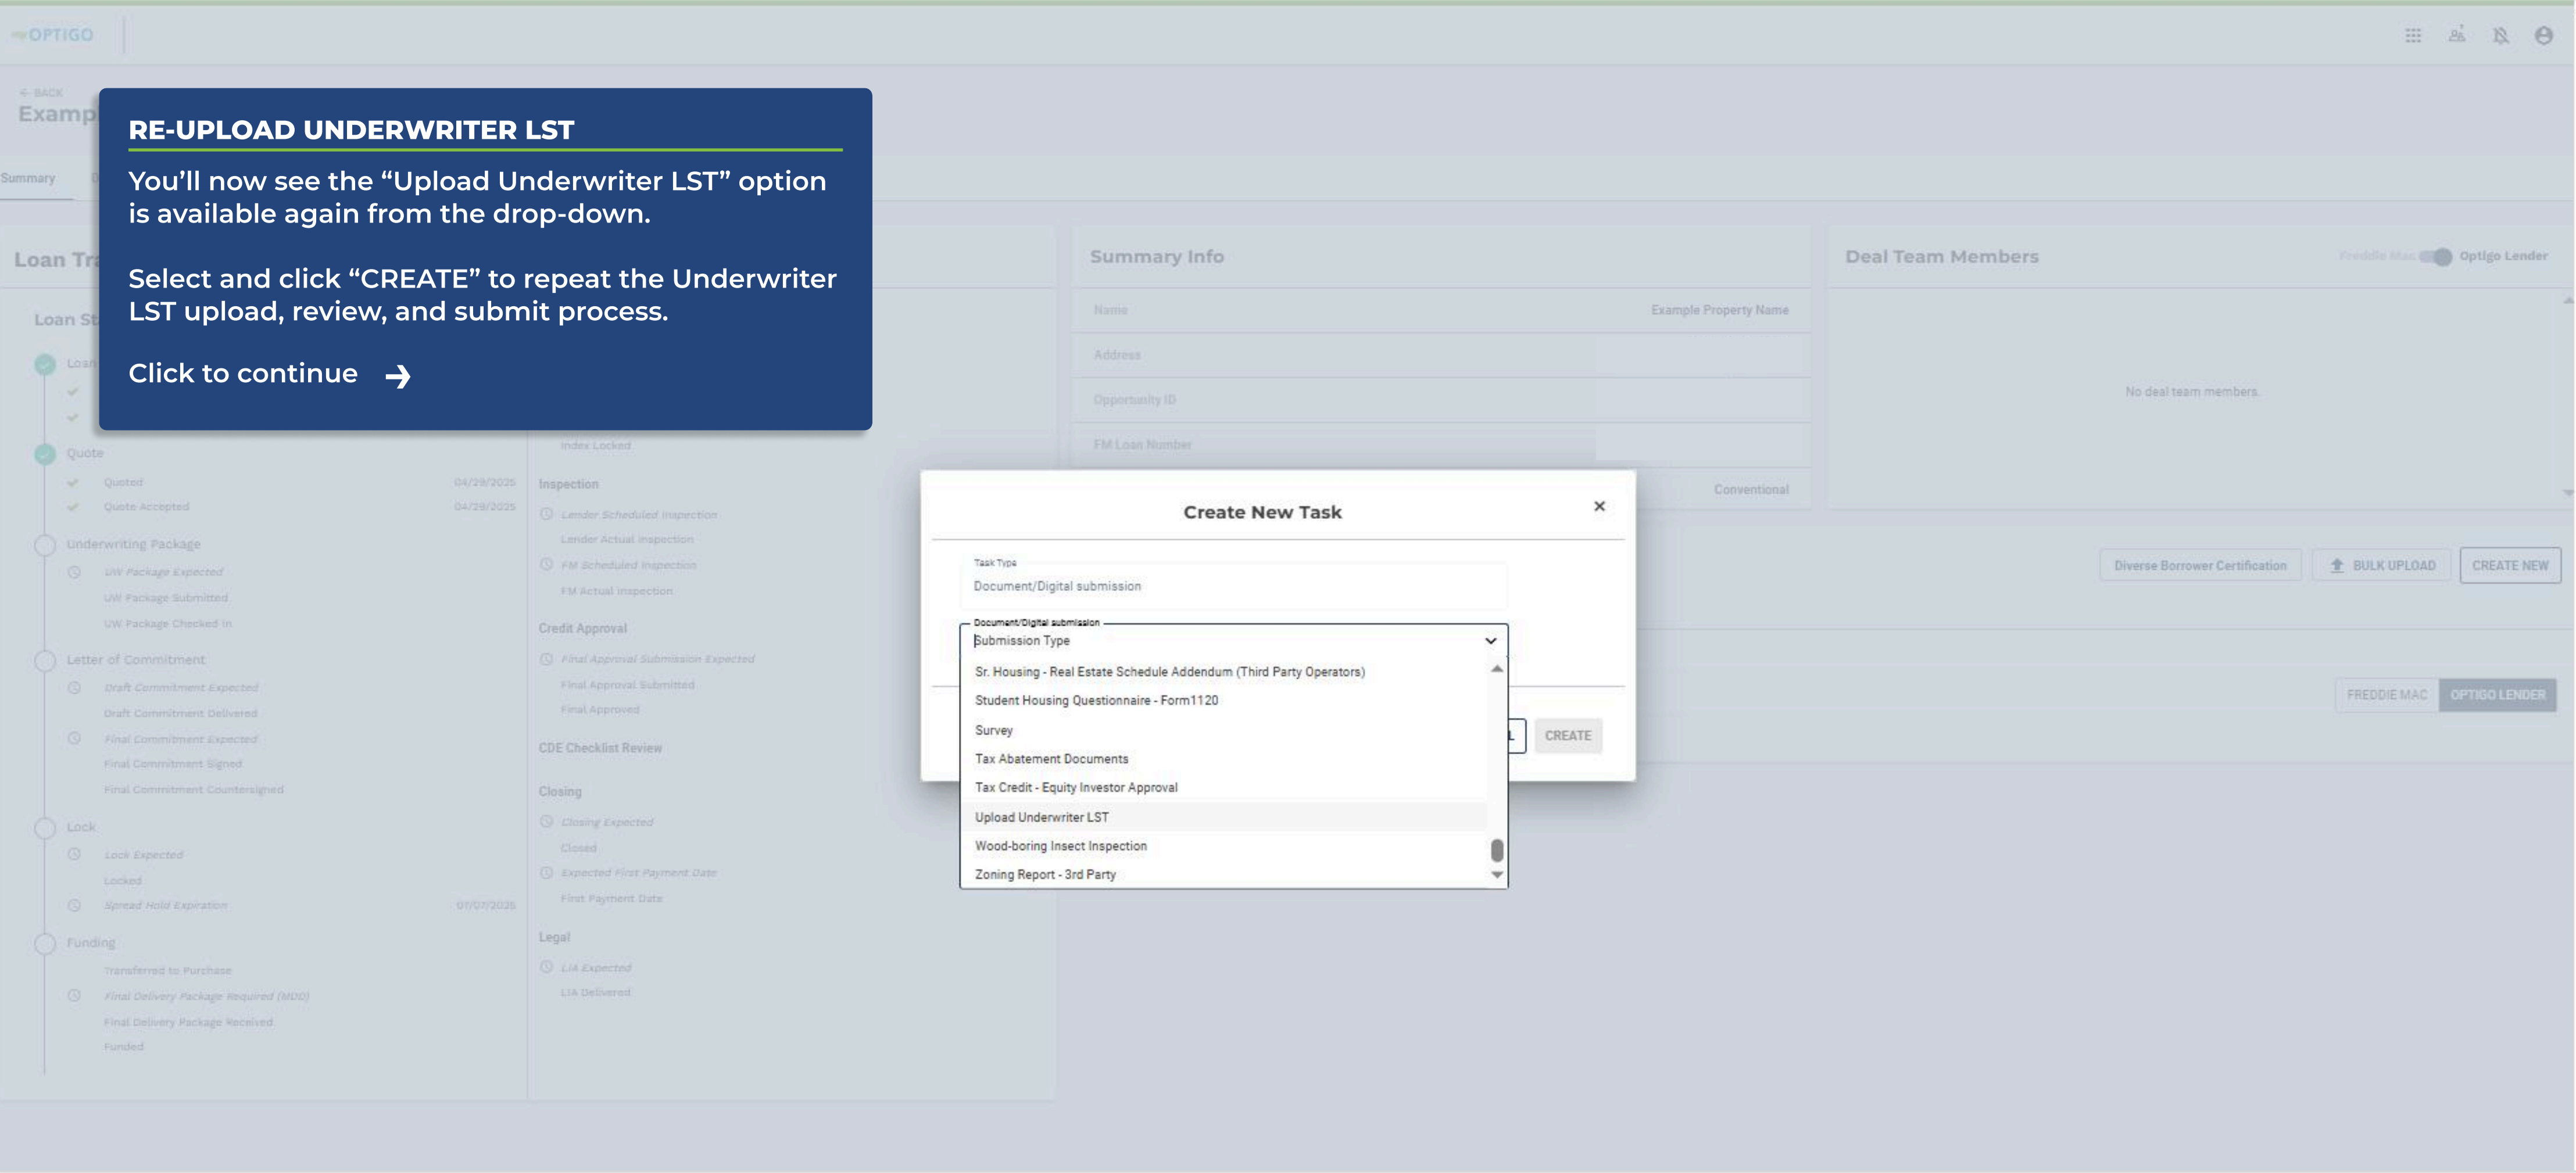 OPTIGO
← BACK
Examp
RE-UPLOAD UNDERWRITER LST
You'll now see the “Upload Underwriter LST” option
is available again from the drop-down.
Select and click “CREATE” to repeat the Underwriter
LST upload, review, and submit process.
Click to continue →
Summary
Loan Tra
Loan St
Loan
Quote
Quoted 04/29/2025
Quote Accepted 04/29/2025
Underwriting Package
UW Package Expected
UW Package Submitted
UW Package Checked In
Letter of Commitment
Draft Commitment Expected
Draft Commitment Delivered
Final Commitment Expected
Final Commitment Signed
Final Commitment Countersigned
Lock
Lock Expected
Locked
Spread Hold Expiration 07/07/2025
Funding
Transferred to Purchase
Final Delivery Package Required (MDD)
Final Delivery Package Received
Funded
Index Locked
Inspection
Lender Scheduled Inspection
Lender Actual Inspection
FM Scheduled Inspection
FM Actual Inspection
Credit Approval
Final Approval Submission Expected
Final Approval Submitted
Final Approved
CDE Checklist Review
Closing
Closing Expected
Closed
Expected First Payment Date
First Payment Date
Legal
LIA Expected
LIA Delivered
Summary Info
Name Example Property Name
Address
Opportunity ID
FM Loan Number
Conventional
Deal Team Members
Freddie Mac Optigo Lender
No deal team members.
Diverse Borrower Certification
BULK UPLOAD
CREATE NEW
FREDDIE MAC
OPTIGO LENDER
Create New Task ×
Task Type
Document/Digital submission
Document/Digital submission
Submission Type
Sr. Housing - Real Estate Schedule Addendum (Third Party Operators)
Student Housing Questionnaire - Form1120
Survey
Tax Abatement Documents
Tax Credit - Equity Investor Approval
Upload Underwriter LST
Wood-boring Insect Inspection
Zoning Report - 3rd Party
L
CREATE